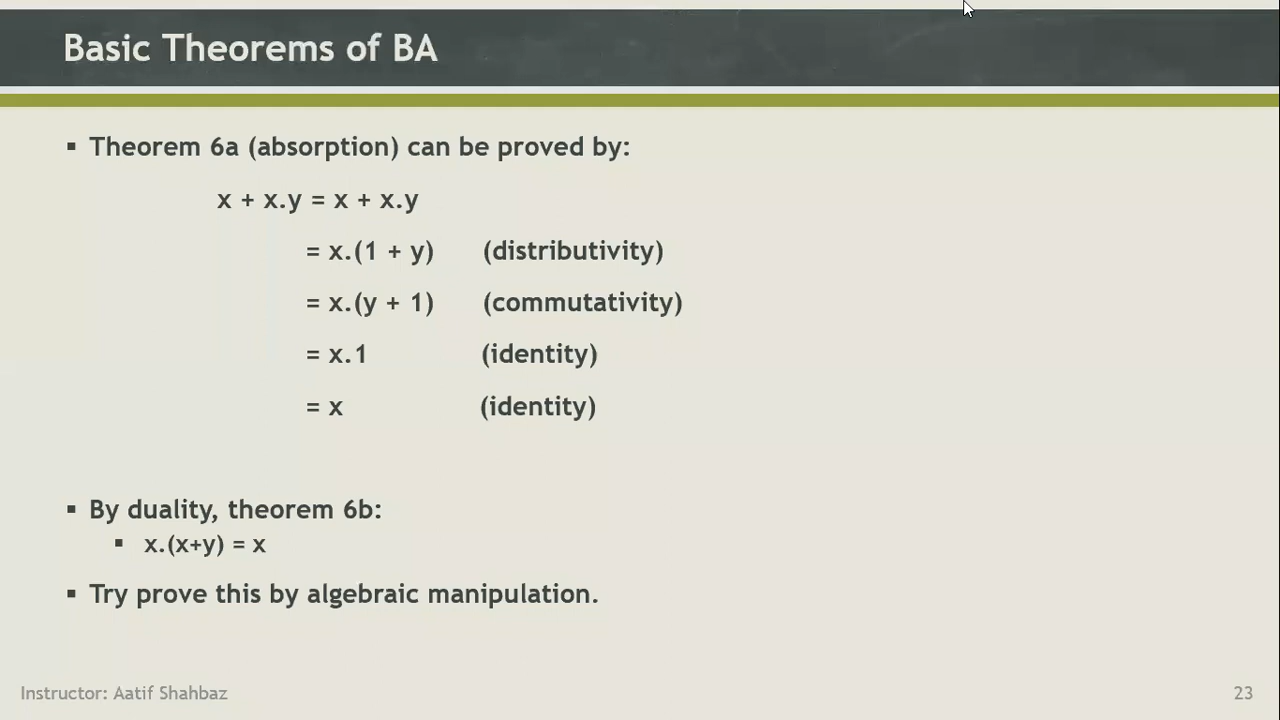 Basic Theorems of BA
▪ Theorem 6a (absorption) can be proved by:
x + x.y = x + x.y
= x.(1 + y) (distributivity)
= x.(y + 1) (commutativity)
= x.1 (identity)
= x (identity)
▪ By duality, theorem 6b:
▪ x.(x+y) = x
▪ Try prove this by algebraic manipulation.
Instructor: Aatif Shahbaz 23